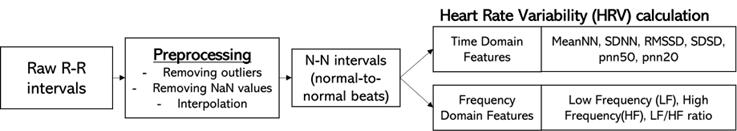 Heart Rate Variability (HRV) calculation
Raw R-R
intervals
Preprocessing
- Removing outliers
- Removing NaN values
- Interpolation
N-N intervals
(normal-to-
normal beats)
Time Domain
Features
MeanNN, SDNN, RMSSD, SDSD,
pnn50, pnn20
Frequency
Domain Features
Low Frequency (LF), High
Frequency(HF), LF/HF ratio